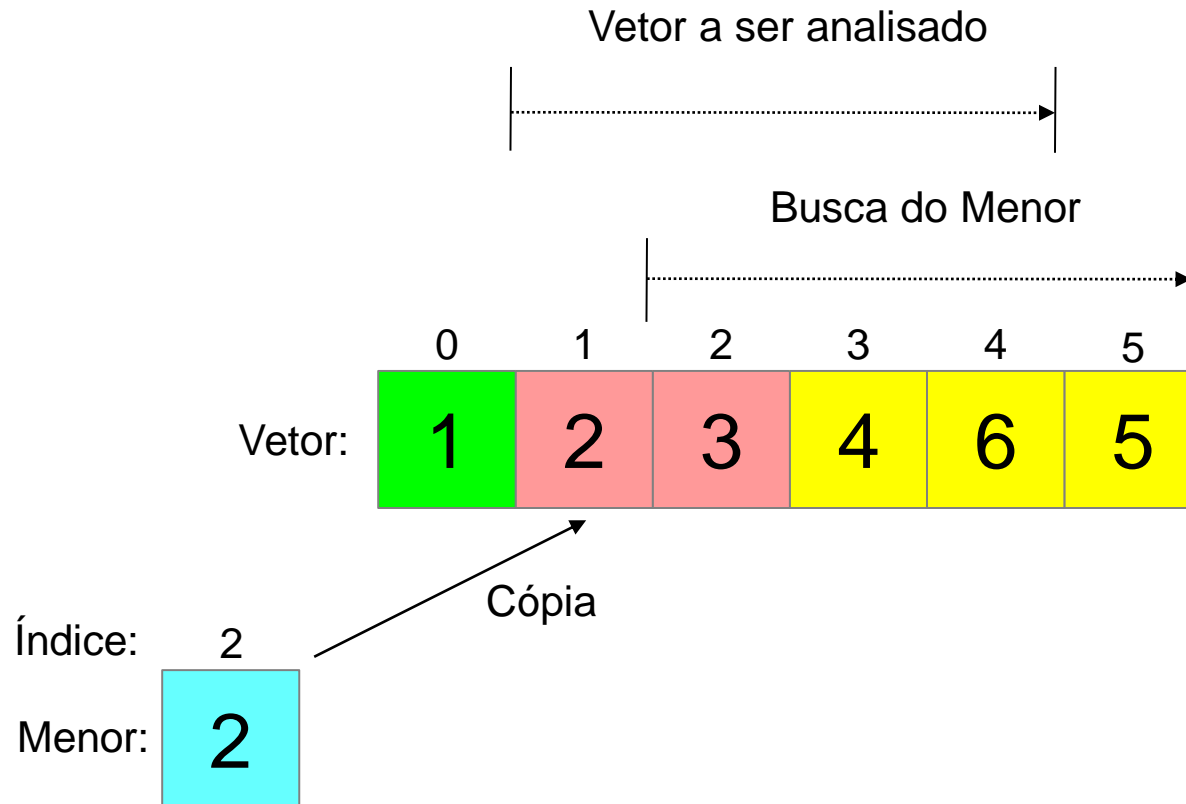 Vetor a ser analisado
Busca do Menor
0 1 2 3 4 5
Vetor: 1 2 3 4 6 5
Cópia
Índice: 2
Menor: 2